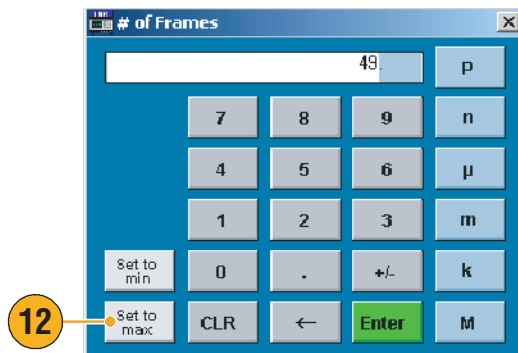 TEK
# of Frames
x
49.
p
7 8 9 n
4 5 6 µ
1 2 3 m
Set to
min
0 . +/- k
12
Set to
max
CLR ← Enter M